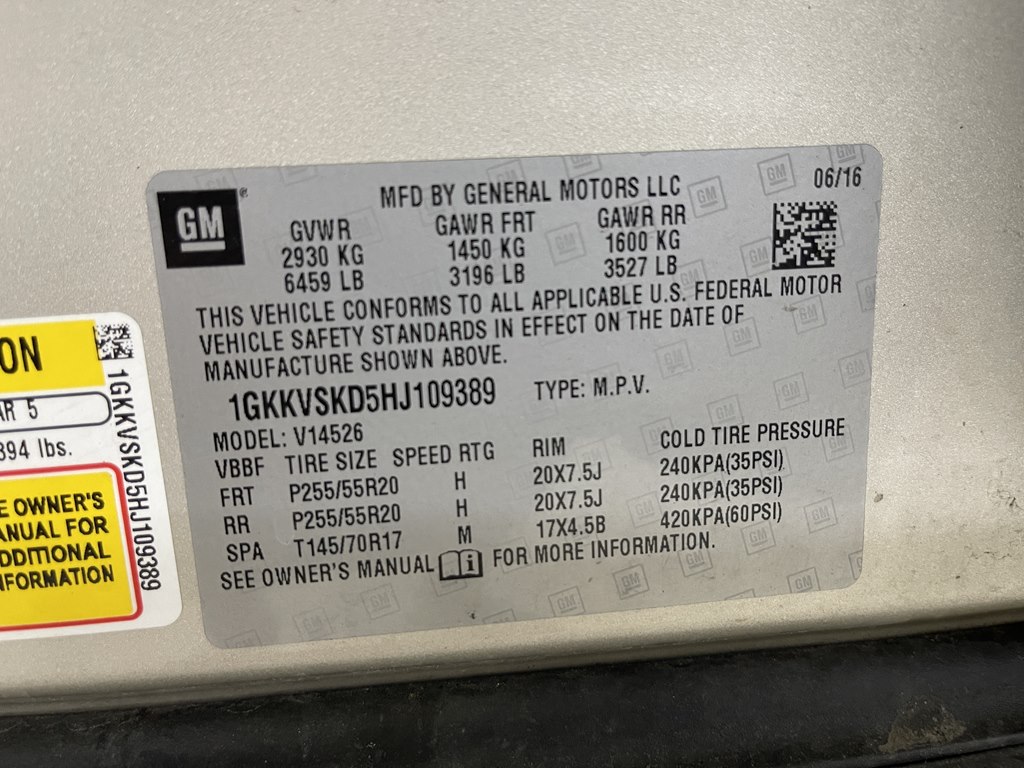 GM
MFD BY GENERAL MOTORS LLC 06/16
GVWR GAWR FRT GAWR RR
2930 KG 1450 KG 1600 KG
6459 LB 3196 LB 3527 LB
THIS VEHICLE CONFORMS TO ALL APPLICABLE U.S. FEDERAL MOTOR
VEHICLE SAFETY STANDARDS IN EFFECT ON THE DATE OF
MANUFACTURE SHOWN ABOVE.
1GKKVSKD5HJ109389 TYPE: M.P.V.
MODEL: V14526
VBBF TIRE SIZE SPEED RTG RIM COLD TIRE PRESSURE
FRT P255/55R20 H 20X7.5J 240KPA(35PSI)
RR P255/55R20 H 20X7.5J 240KPA(35PSI)
SPA T145/70R17 M 17X4.5B 420KPA(60PSI)
SEE OWNER'S MANUAL i FOR MORE INFORMATION.
ON
AR 5
394 lbs.
E OWNER'S
ANUAL FOR
DDITIONAL
NFORMATION
1GKKVSKD5HJ109389